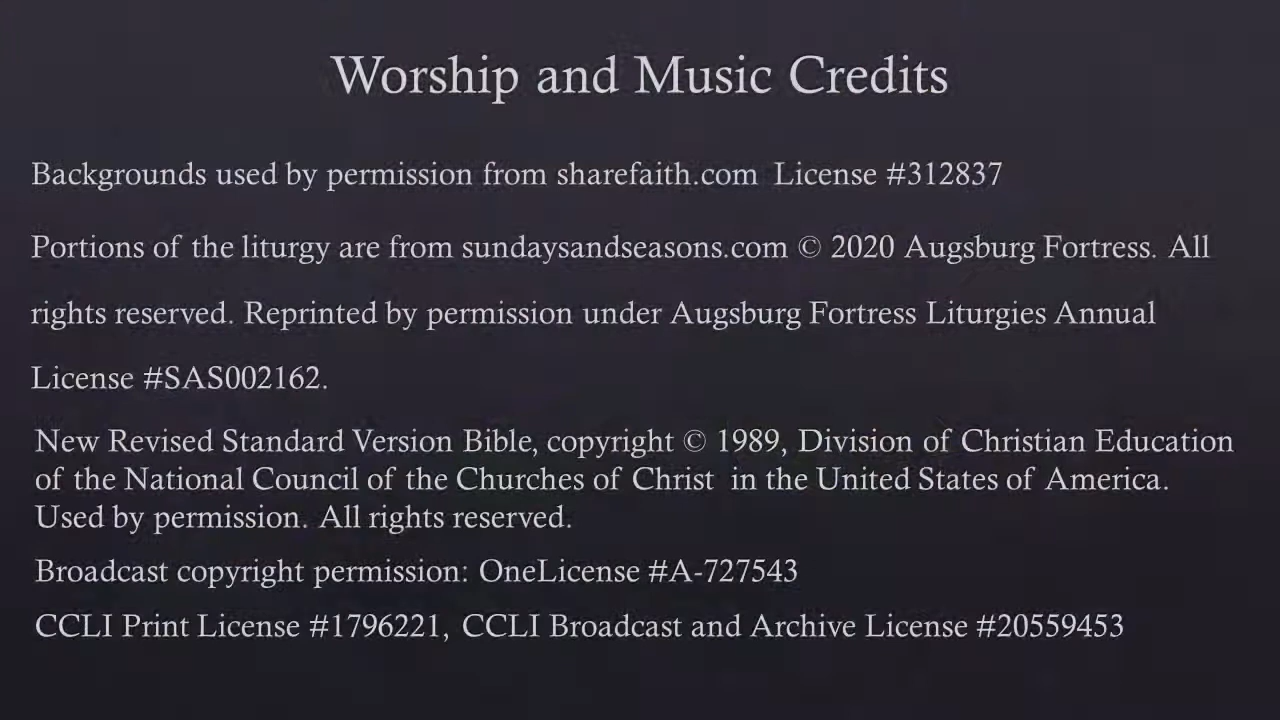 Worship and Music Credits
Backgrounds used by permission from sharefaith.com License #312837
Portions of the liturgy are from sundaysandseasons.com © 2020 Augsburg Fortress. All
rights reserved. Reprinted by permission under Augsburg Fortress Liturgies Annual
License #SAS002162.
New Revised Standard Version Bible, copyright © 1989, Division of Christian Education
of the National Council of the Churches of Christ in the United States of America.
Used by permission. All rights reserved.
Broadcast copyright permission: OneLicense #A-727543
CCLI Print License #1796221, CCLI Broadcast and Archive License #20559453